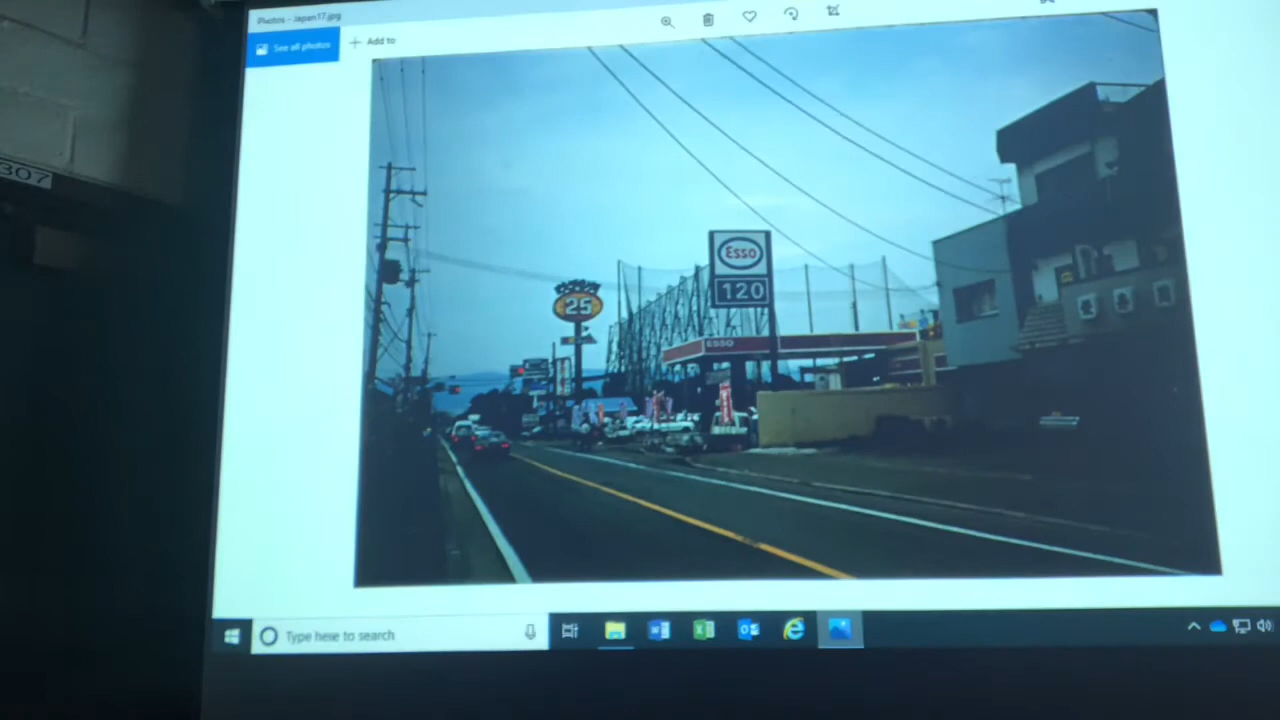 Photos - Japan17.jpg
See all photos
Add to
307
Esso
120
25
ESSO
Type here to search